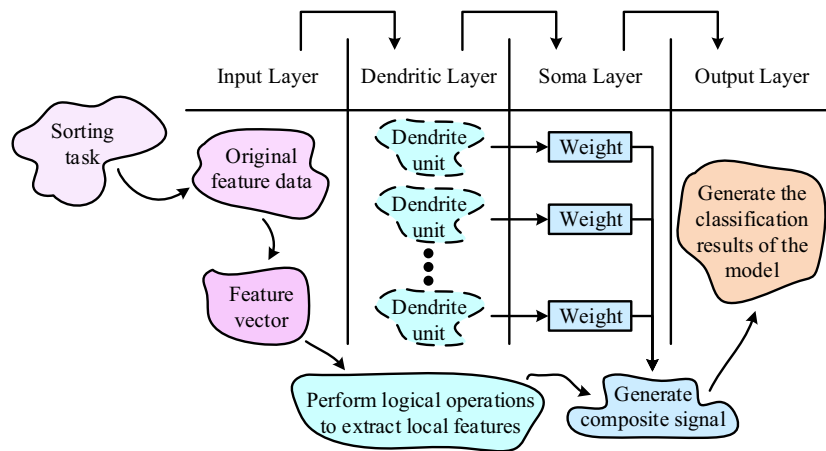 Input Layer
Dendritic Layer
Soma Layer
Output Layer
Sorting
task
Original
feature data
Feature
vector
Dendrite
unit
Dendrite
unit
Dendrite
unit
Weight
Weight
Weight
Perform logical operations
to extract local features
Generate
composite signal
Generate the
classification
results of the
model